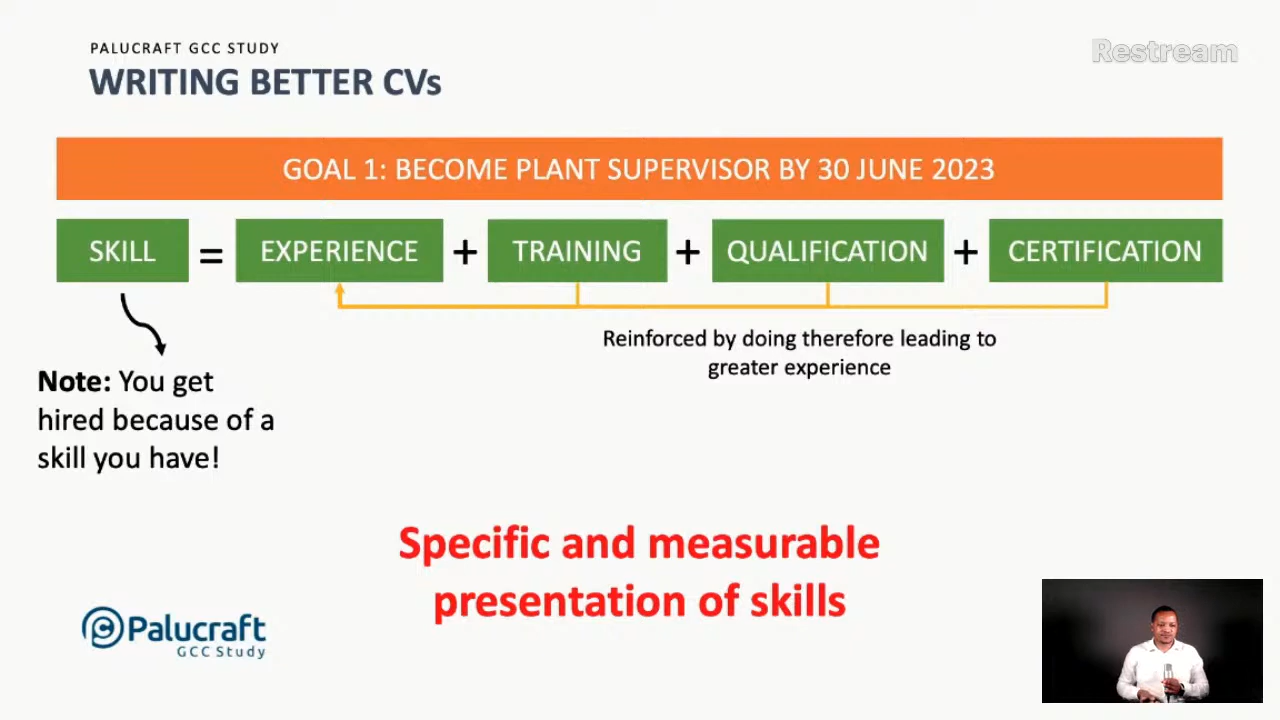 PALUCRAFT GCC STUDY
WRITING BETTER CVs
Restream
GOAL 1: BECOME PLANT SUPERVISOR BY 30 JUNE 2023
SKILL = EXPERIENCE + TRAINING + QUALIFICATION + CERTIFICATION
Reinforced by doing therefore leading to
greater experience
Note: You get
hired because of a
skill you have!
Specific and measurable
presentation of skills
Palucraft
GCC Study